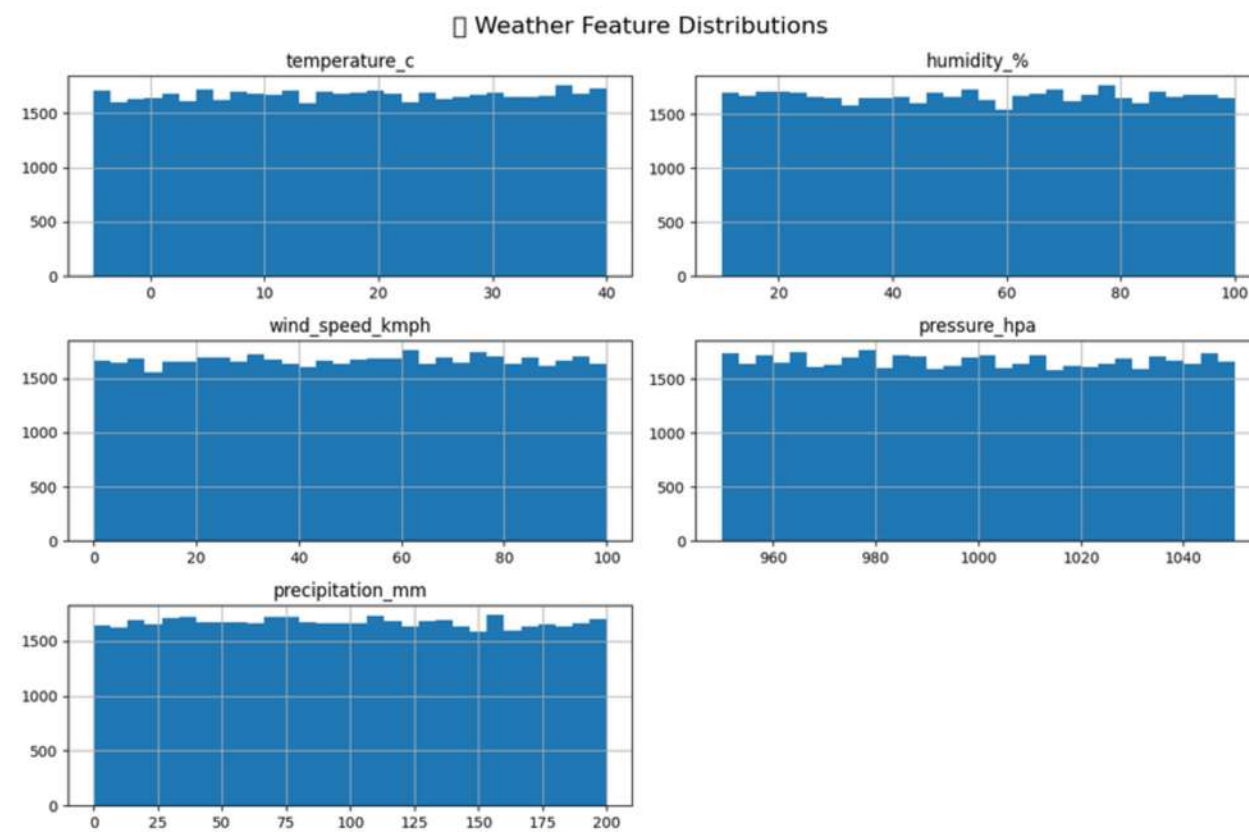 Weather Feature Distributions
temperature_c
1500
1000
500
0
0 10 20 30 40
humidity_%
1500
1000
500
0
20 40 60 80 100
wind_speed_kmph
1500
1000
500
0
0 20 40 60 80 100
pressure_hpa
1500
1000
500
0
960 980 1000 1020 1040
precipitation_mm
1500
1000
500
0
0 25 50 75 100 125 150 175 200